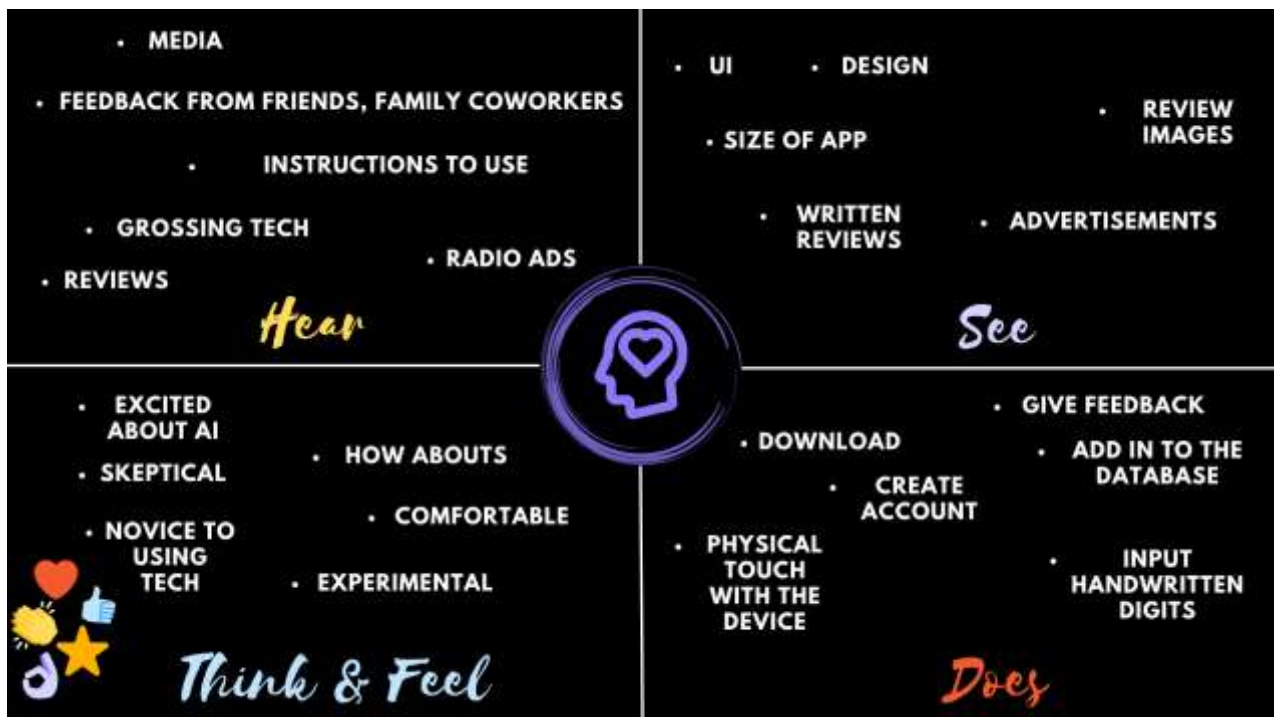 • MEDIA
• FEEDBACK FROM FRIENDS, FAMILY COWORKERS
• INSTRUCTIONS TO USE
• GROSSING TECH
• RADIO ADS
• REVIEWS
Hear
• UI
• DESIGN
• REVIEW
IMAGES
• SIZE OF APP
• WRITTEN
REVIEWS
• ADVERTISEMENTS
See
• EXCITED
ABOUT AI
• HOW ABOUTS
• SKEPTICAL
• COMFORTABLE
• NOVICE TO
USING
TECH
• EXPERIMENTAL
Think & Feel
• GIVE FEEDBACK
• DOWNLOAD
• ADD IN TO THE
DATABASE
• CREATE
ACCOUNT
• PHYSICAL
TOUCH
WITH THE
DEVICE
• INPUT
HANDWRITTEN
DIGITS
Does